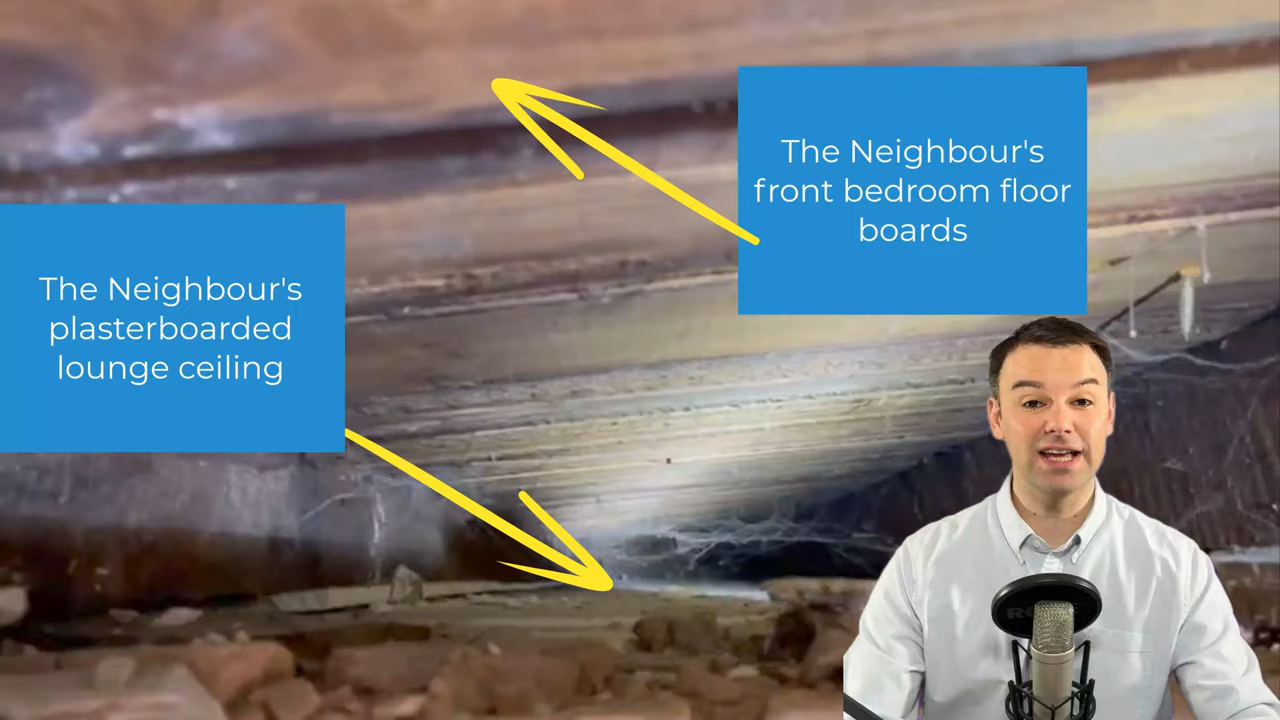 The Neighbour's
front bedroom floor
boards
The Neighbour's
plasterboarded
lounge ceiling